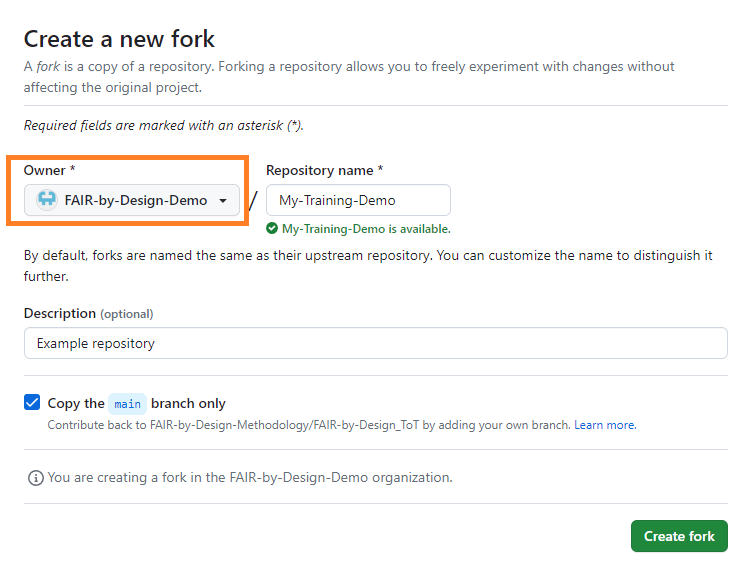 Create a new fork
A fork is a copy of a repository. Forking a repository allows you to freely experiment with changes without
affecting the original project.
Required fields are marked with an asterisk (*).
Owner *
Repository name *
FAIR-by-Design-Demo
/
My-Training-Demo
My-Training-Demo is available.
By default, forks are named the same as their upstream repository. You can customize the name to distinguish it
further.
Description (optional)
Example repository
Copy the main branch only
Contribute back to FAIR-by-Design-Methodology/FAIR-by-Design_ToT by adding your own branch. Learn more.
You are creating a fork in the FAIR-by-Design-Demo organization.
Create fork